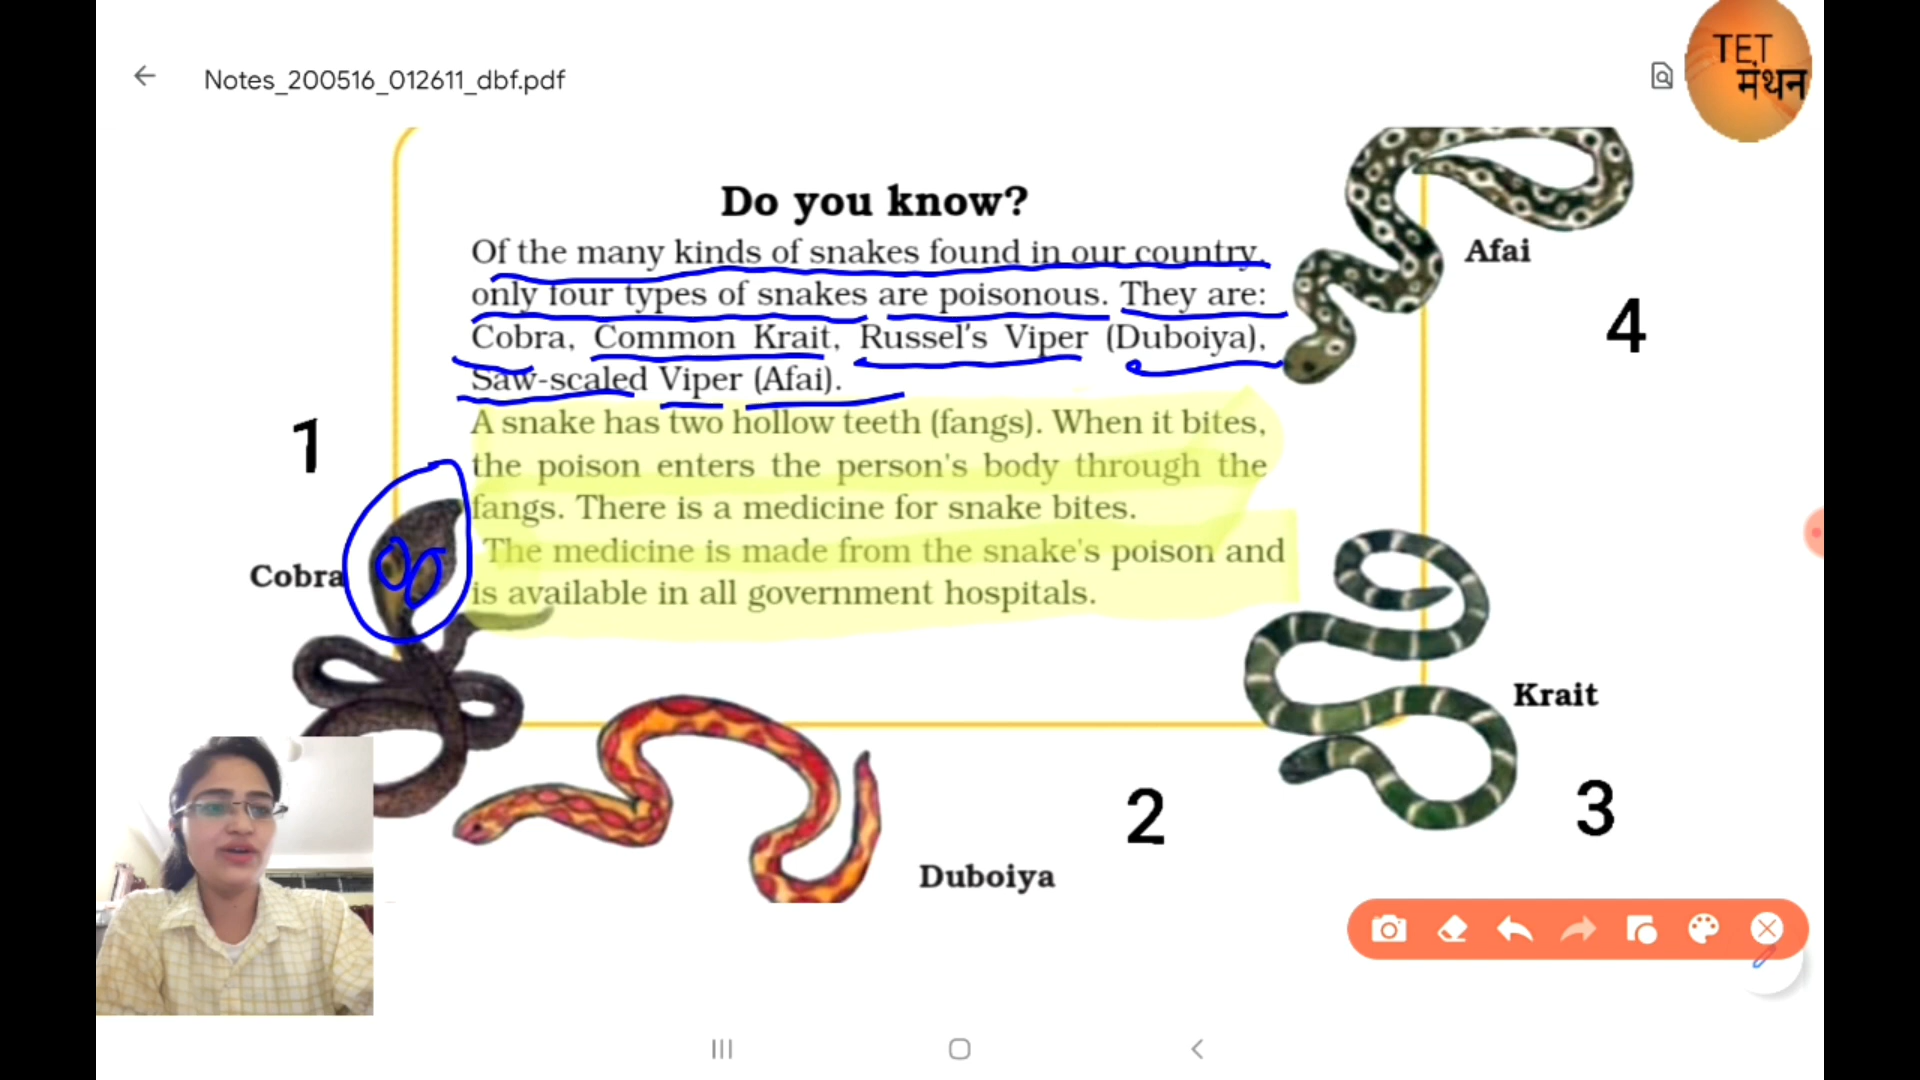 Notes_200516_012611_dbf.pdf
TET
मंथन
Do you know?
Of the many kinds of snakes found in our country,
only four types of snakes are poisonous. They are:
Cobra, Common Krait, Russel's Viper (Duboiya),
Saw-scaled Viper (Afai).
A snake has two hollow teeth (fangs). When it bites,
the poison enters the person's body through the
fangs. There is a medicine for snake bites.
The medicine is made from the snake's poison and
is available in all government hospitals.
Afai
4
1
Cobra
Krait
3
2
Duboiya